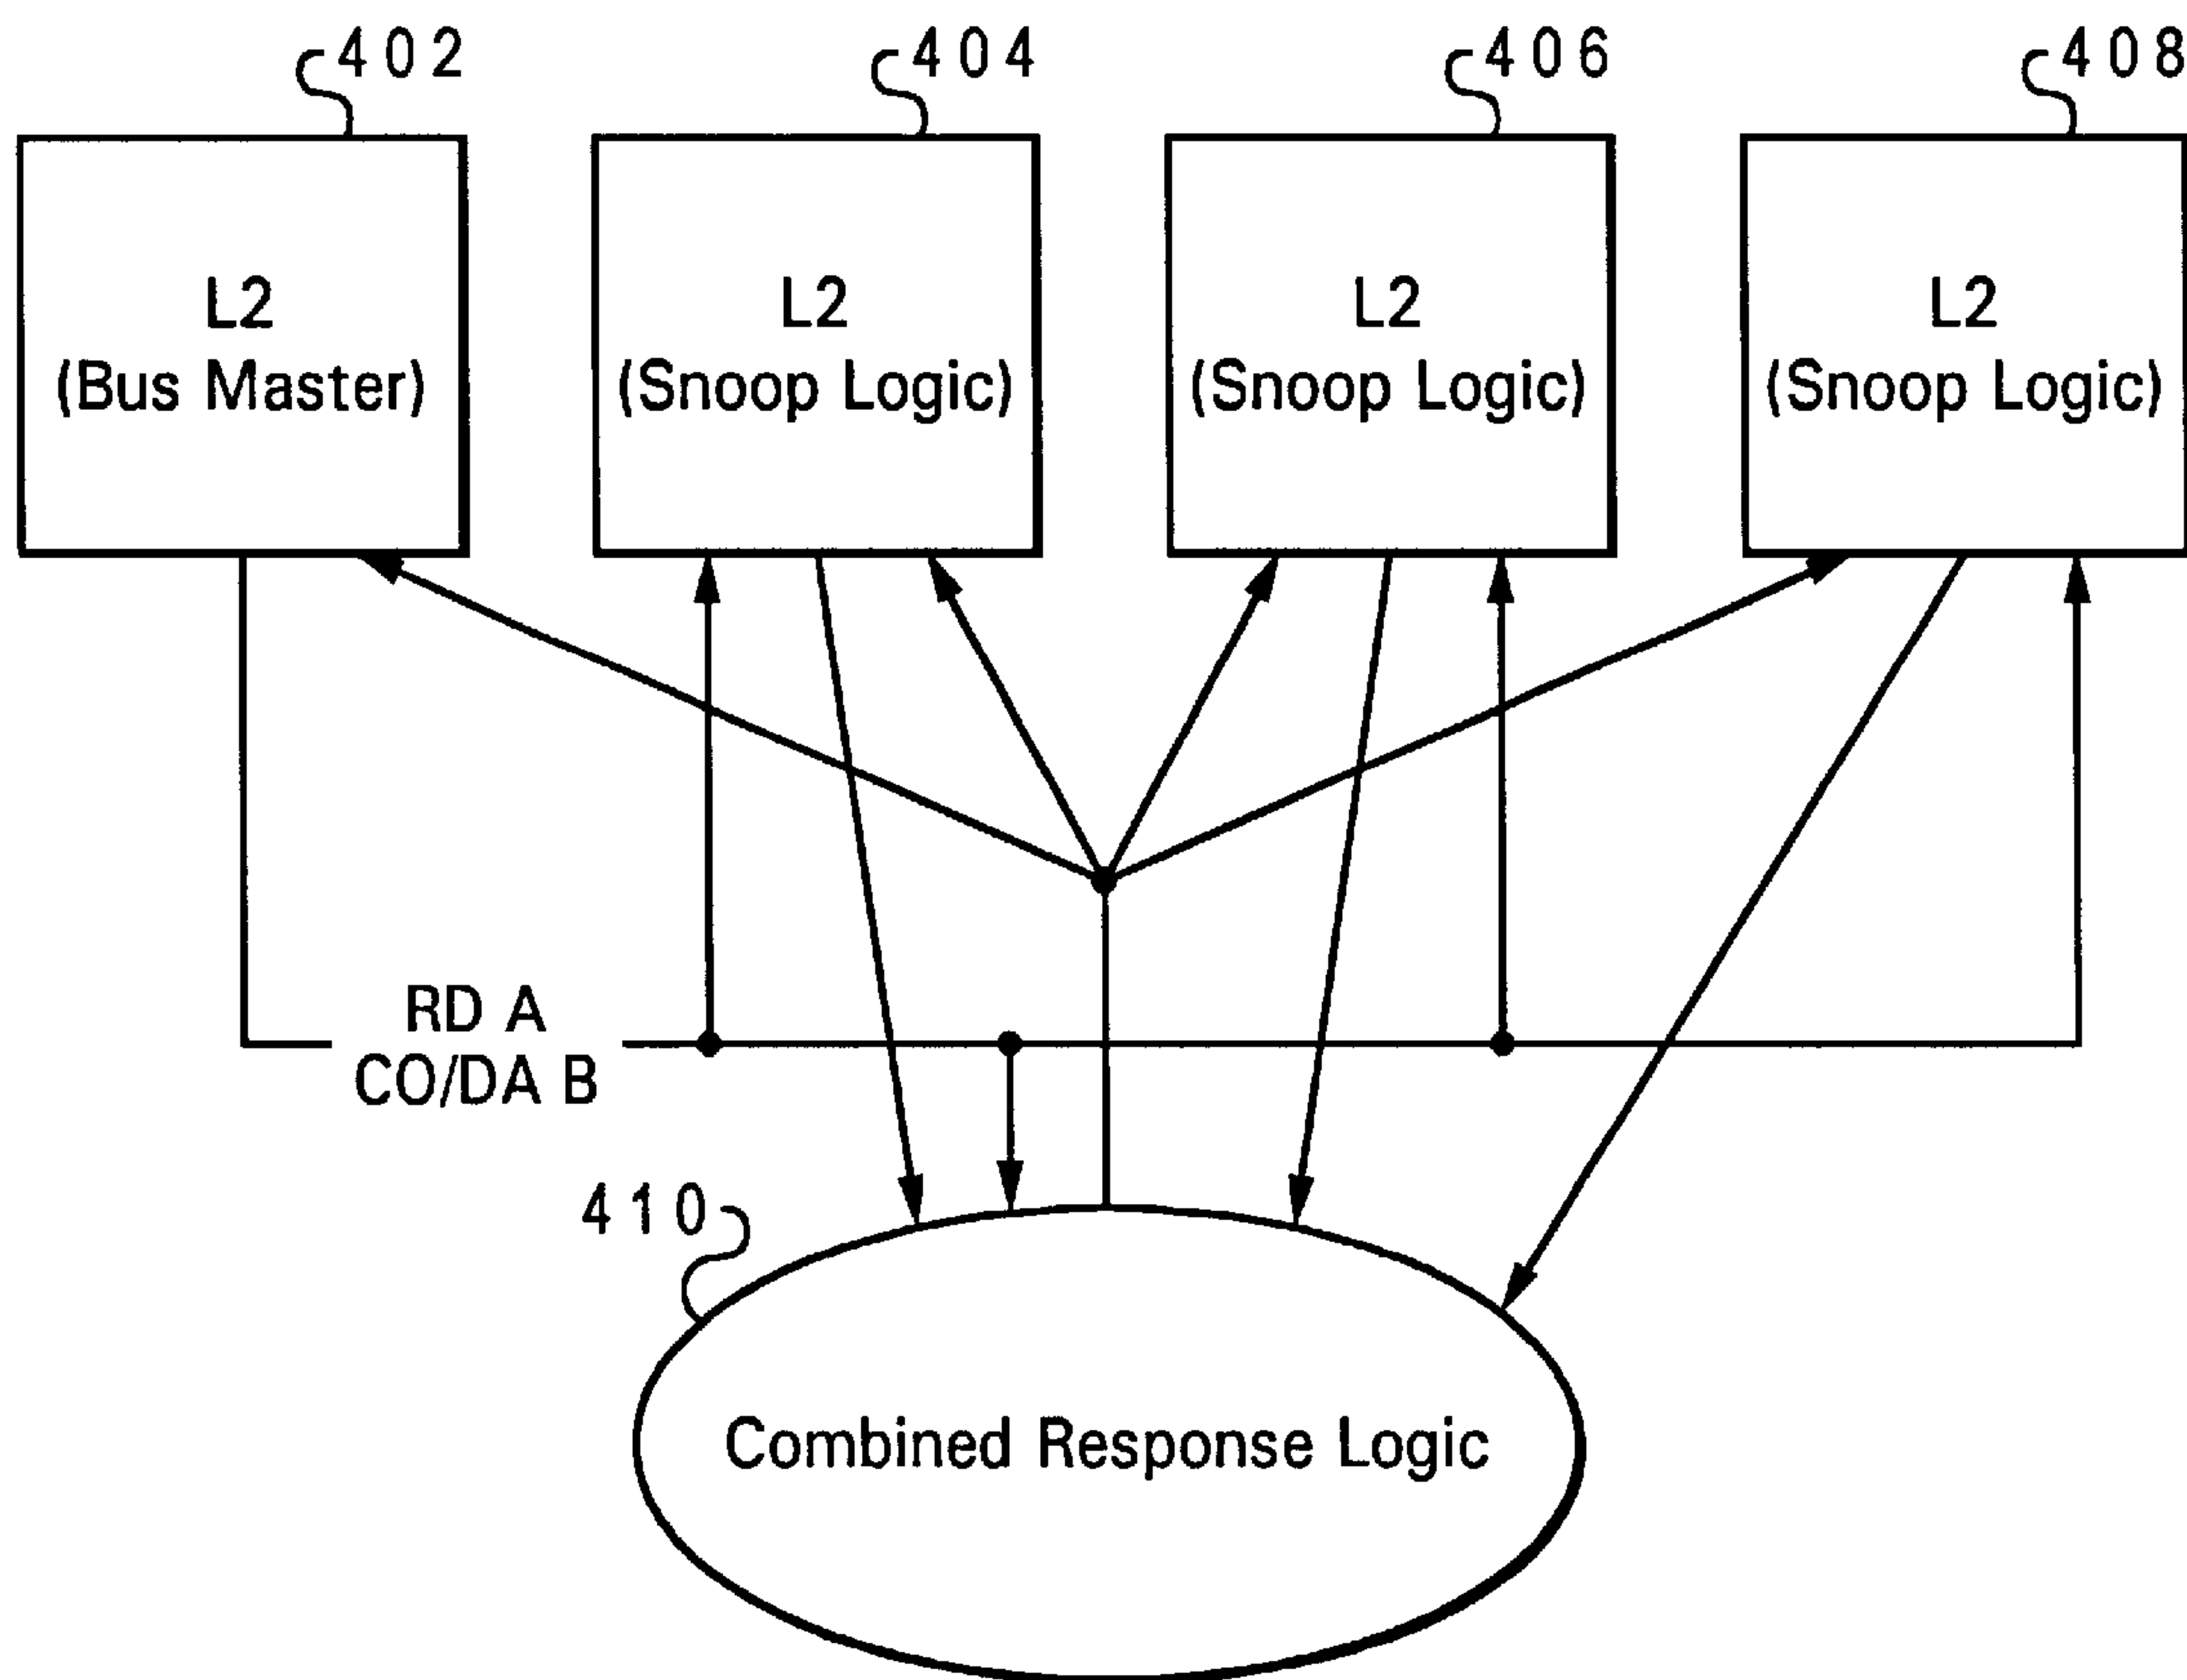 402
404
406
408
L2
(Bus Master)
L2
(Snoop Logic)
L2
(Snoop Logic)
L2
(Snoop Logic)
RD A
CO/DA B
410
Combined Response Logic